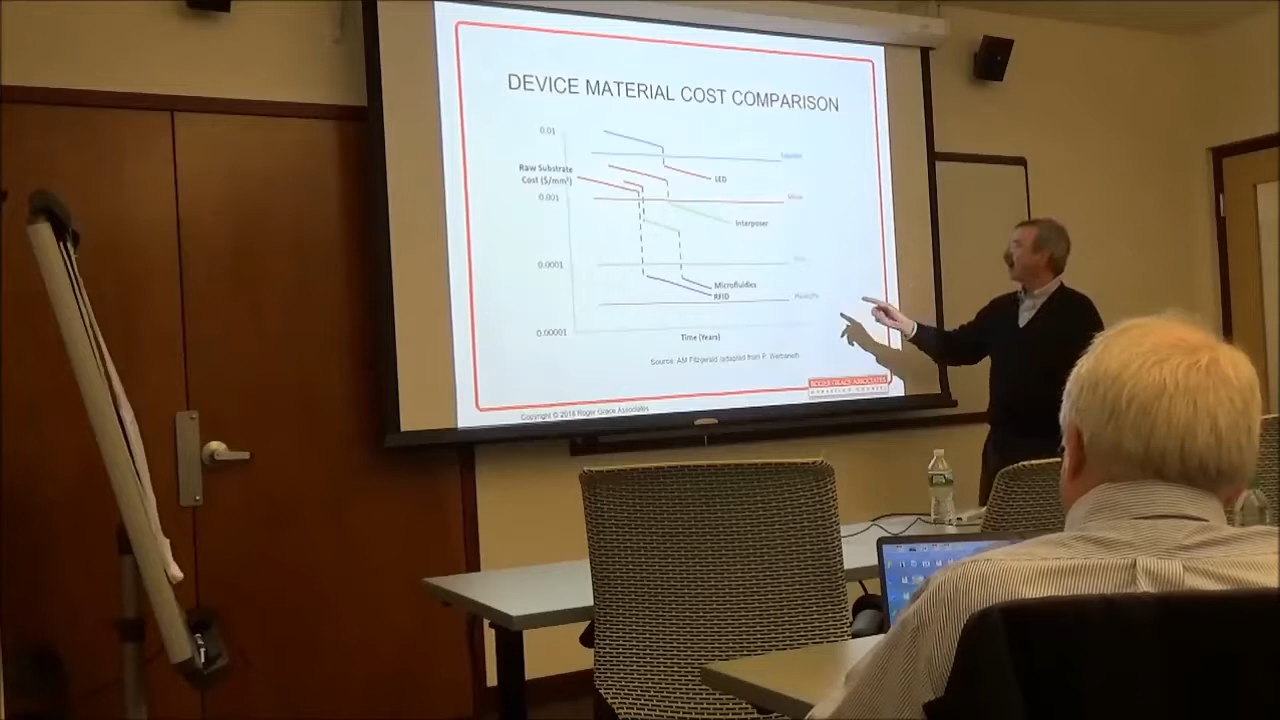 DEVICE MATERIAL COST COMPARISON
0.01
Raw Substrate
Cost ($/mm²)
LED
0.001
Interposer
0.0001
Microfluidics
RFID
0.00001
Time (Years)
Source: AM Fitzgerald (adapted from P. Werbaneth
ROGER GRACE ASSOCIATES
Copyright © 2018 Roger Grace Associates